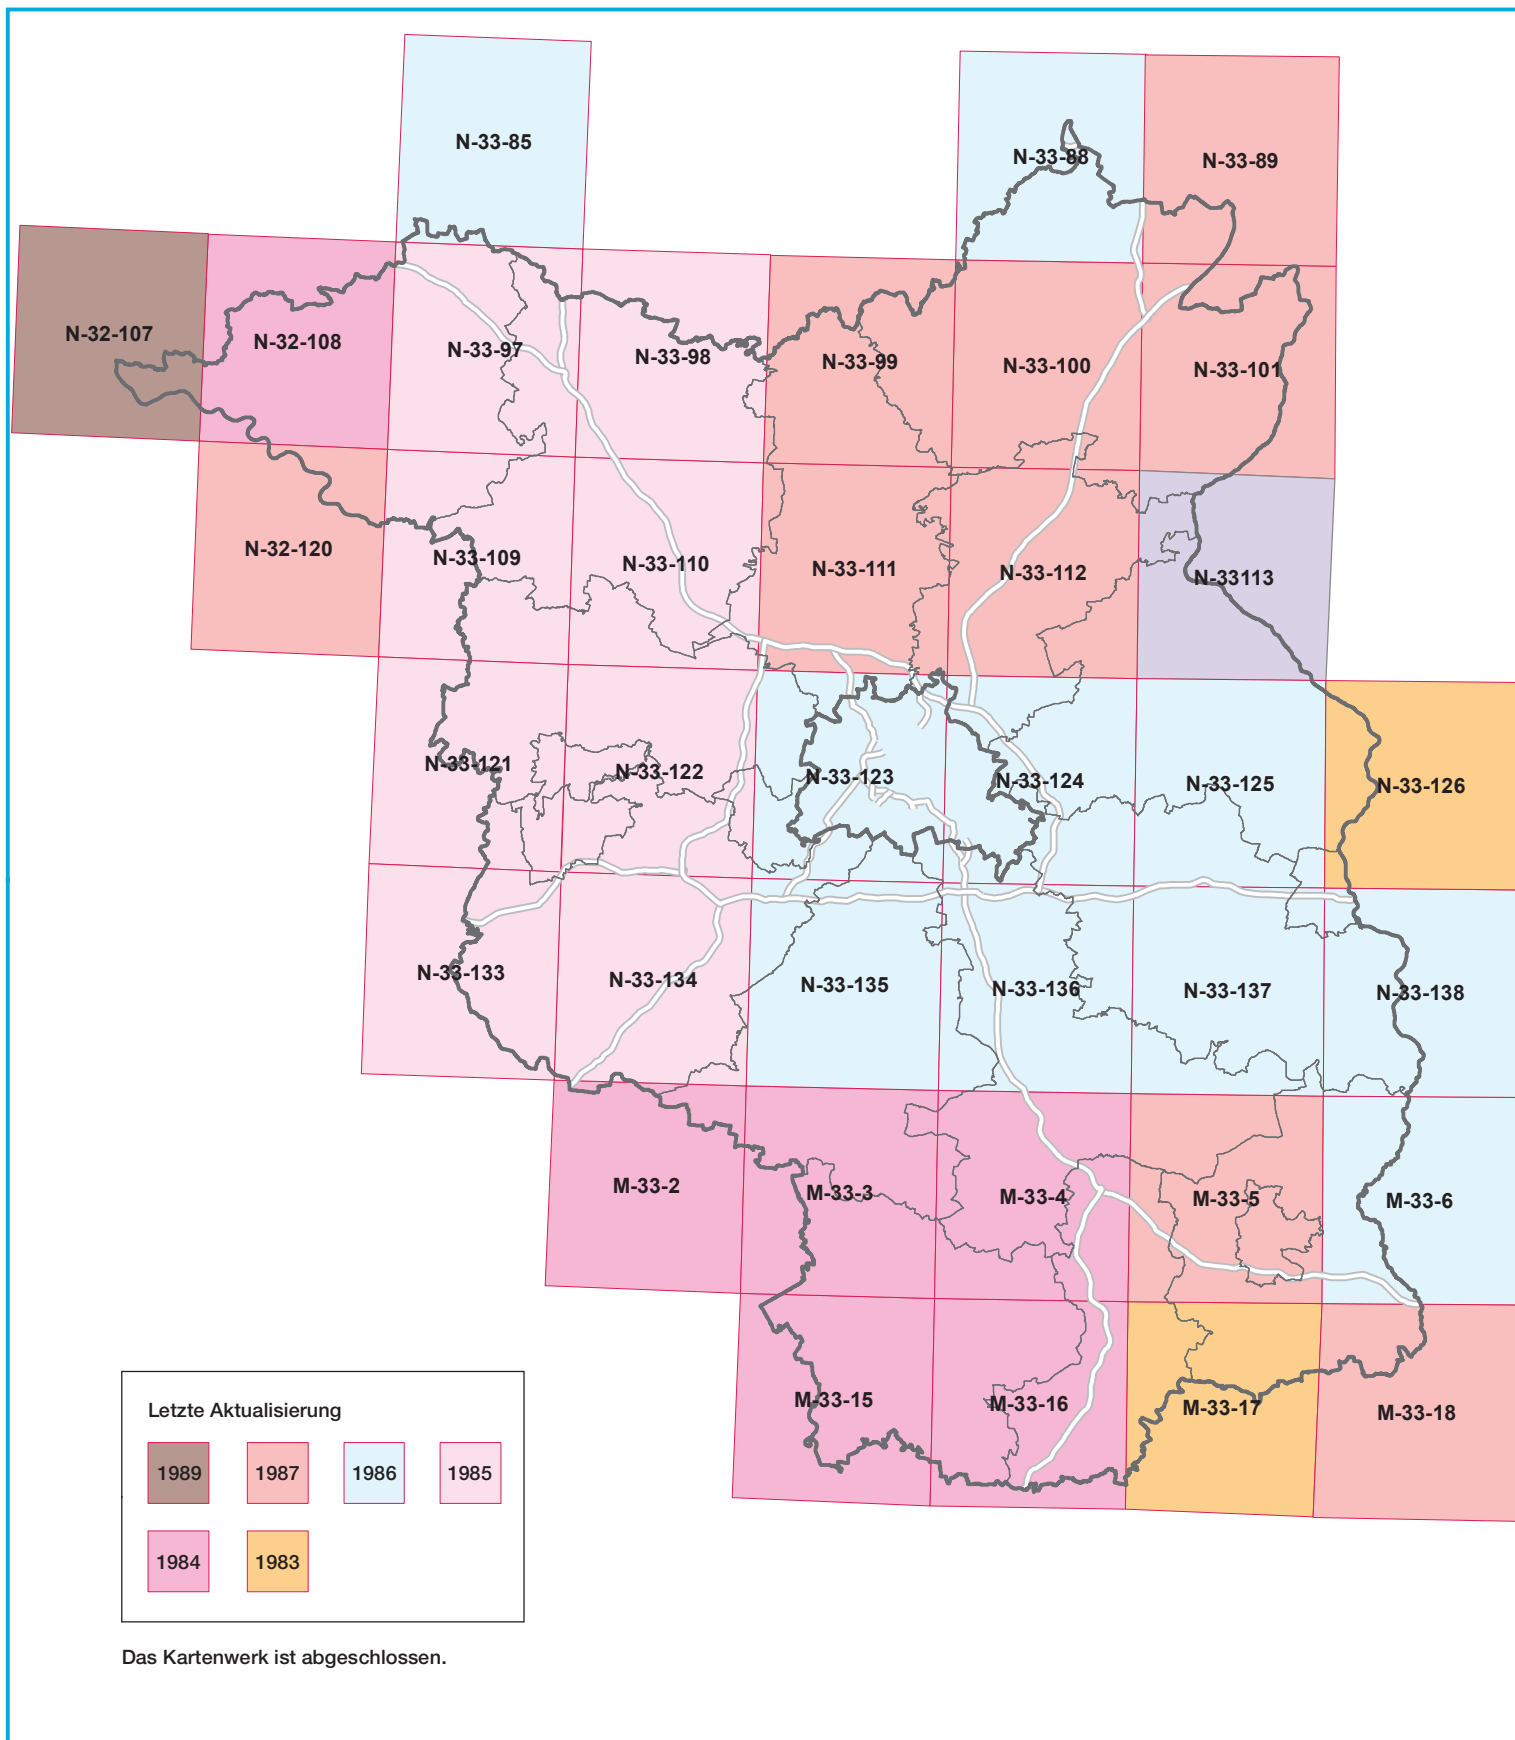 N-33-85
N-33-88
N-33-89
N-32-107
N-32-108
N-33-97
N-33-98
N-33-99
N-33-100
N-33-101
N-32-120
N-33-109
N-33-110
N-33-111
N-33-112
N-33113
N-33-121
N-33-122
N-33-123
N-33-124
N-33-125
N-33-126
N-33-133
N-33-134
N-33-135
N-33-136
N-33-137
N-33-138
M-33-2
M-33-3
M-33-4
M-33-5
M-33-6
M-33-15
M-33-16
M-33-17
M-33-18
Letzte Aktualisierung
1989
1987
1986
1985
1984
1983
Das Kartenwerk ist abgeschlossen.